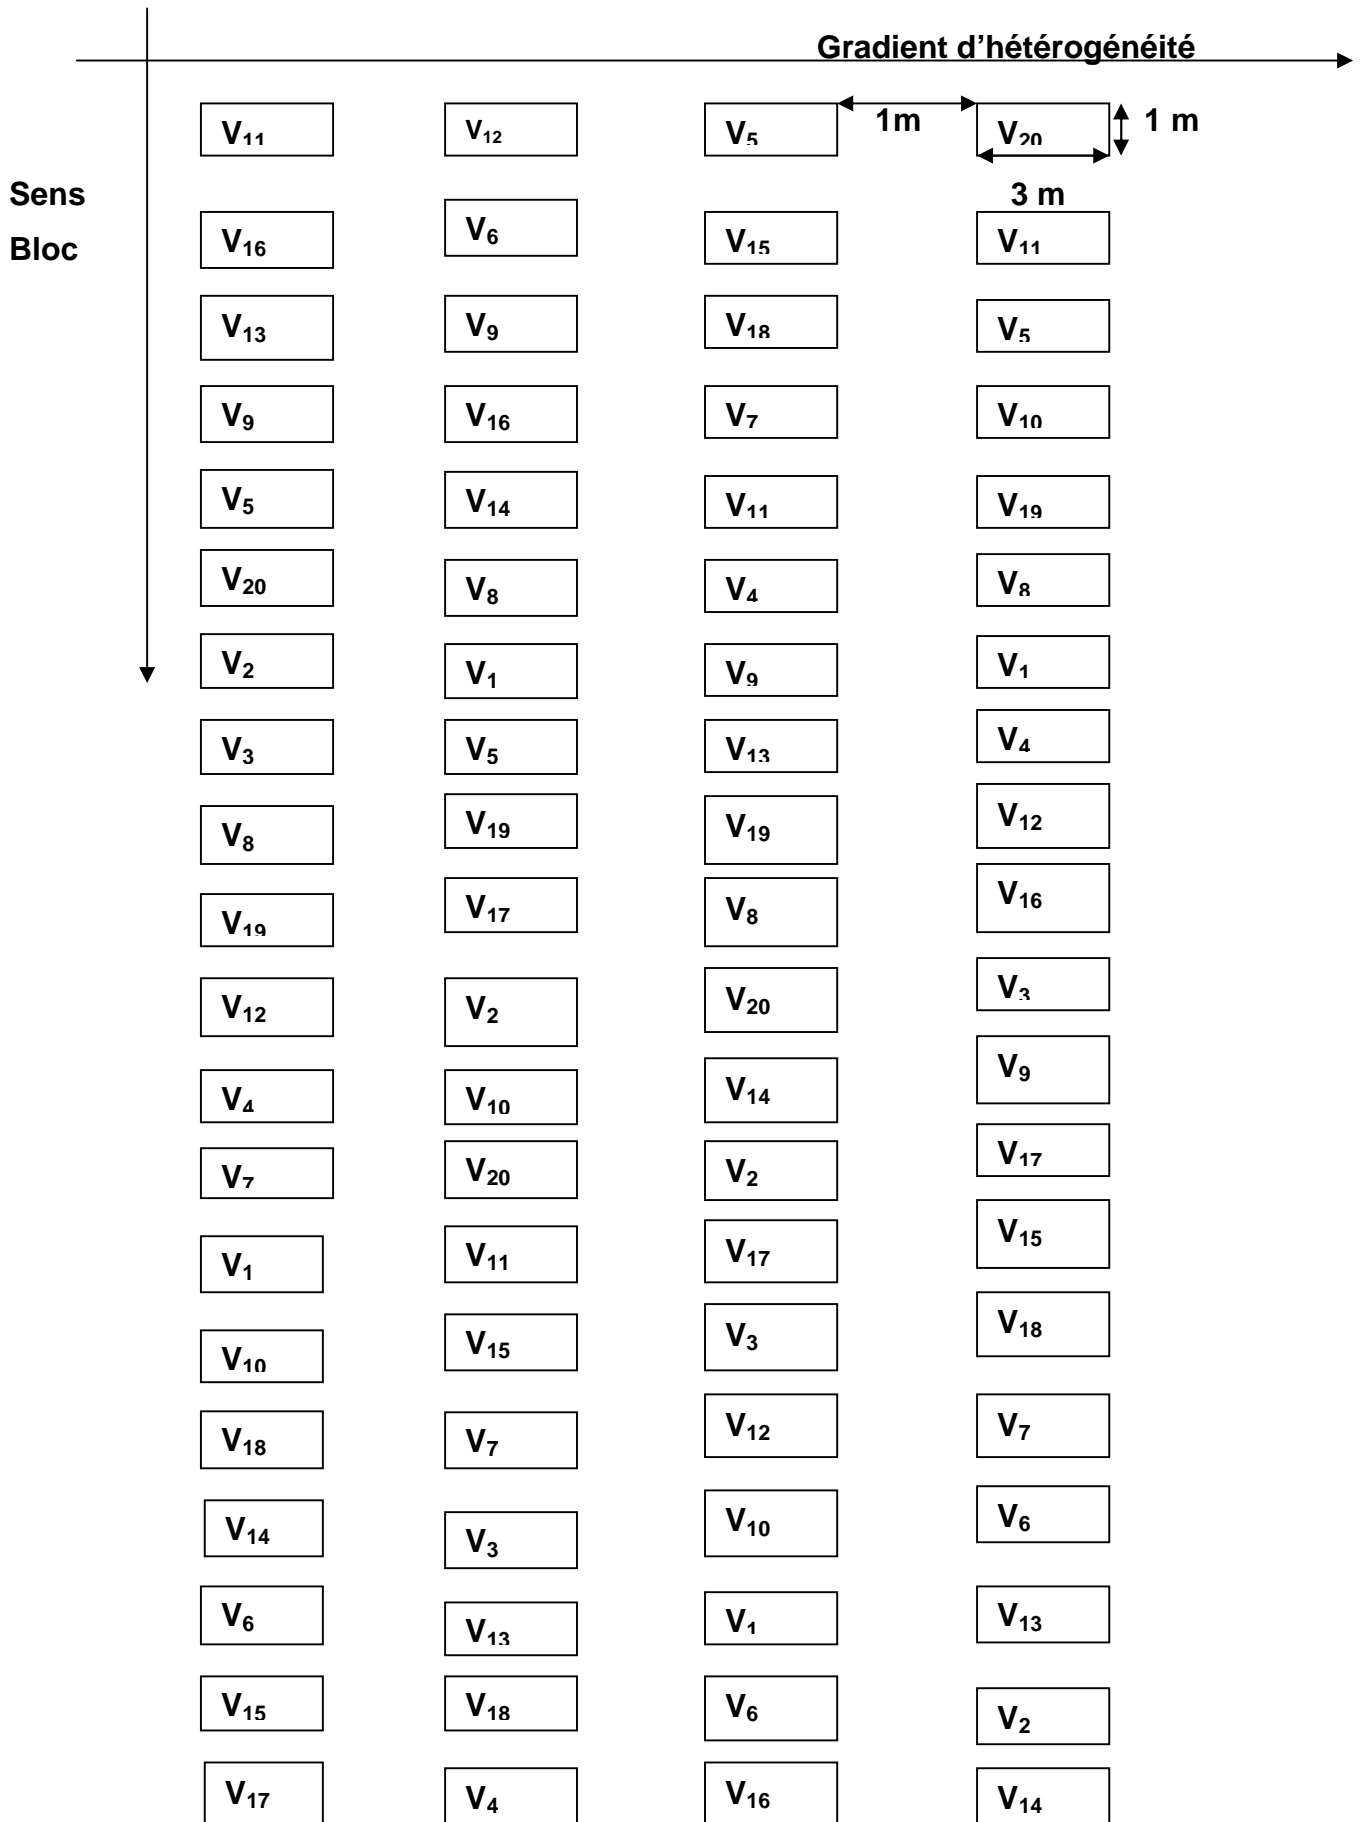 Gradient d’hétérogénéité
V11 V12 V5 1m V20 1 m
Sens 3 m
Bloc V16 V6 V15 V11
V13 V9 V18 V5
V9 V16 V7 V10
V5 V14 V11 V19
V20 V8 V4 V8
V2 V1 V9 V1
V3 V5 V13 V4
V8 V19 V19 V12
V19 V17 V8 V16
V12 V2 V20 V3
V4 V10 V14 V9
V7 V20 V2 V17
V1 V11 V17 V15
V10 V15 V3 V18
V18 V7 V12 V7
V14 V3 V10 V6
V6 V13 V1 V13
V15 V18 V6 V2
V17 V4 V16 V14